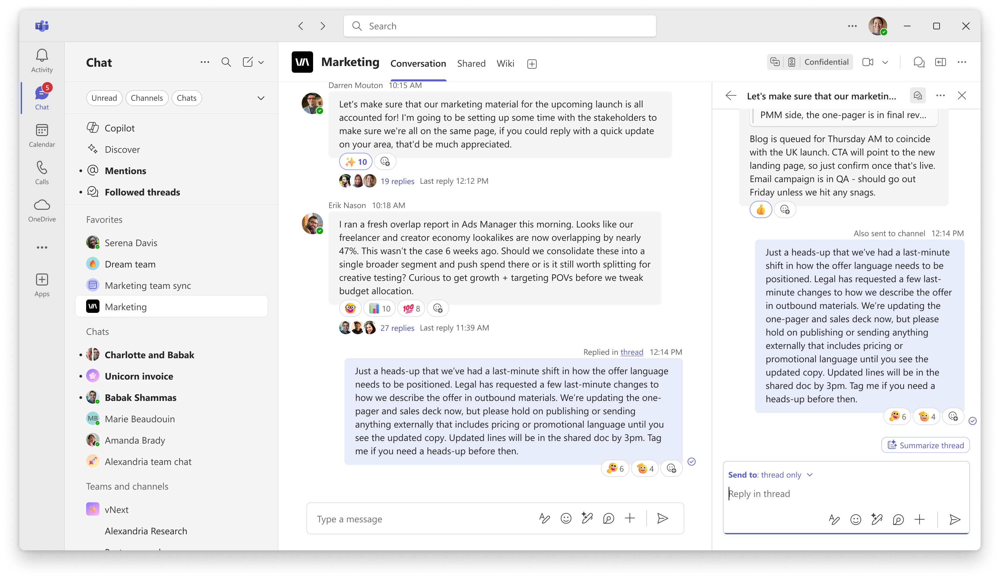 Search
Activity
5
Chat
Calendar
Calls
OneDrive
Apps
Chat
Unread
Channels
Chats
Copilot
Discover
Mentions
Followed threads
Favorites
Serena Davis
Dream team
Marketing team sync
Marketing
Chats
Charlotte and Babak
Unicorn invoice
Babak Shammas
MB Marie Beaudouin
Amanda Brady
Alexandria team chat
Teams and channels
vNext
Alexandria Research
Marketing
Conversation
Shared
Wiki
Confidential
Darren Mouton 10:15 AM
Let's make sure that our marketing material for the upcoming launch is all
accounted for! I'm going to be setting up some time with the stakeholders to
make sure we're all on the same page, if you could reply with a quick update
on your area, that'd be much appreciated.
10
19 replies Last reply 12:12 PM
Erik Nason 10:18 AM
I ran a fresh overlap report in Ads Manager this morning. Looks like our
freelancer and creator economy lookalikes are now overlapping by nearly
47%. This wasn’t the case 6 weeks ago. Should we consolidate these into a
single broader segment and push spend there or is it still worth splitting for
creative testing? Curious to get growth + targeting POVs before we tweak
budget allocation.
10 💯 8
27 replies Last reply 11:39 AM
Replied in thread 12:14 PM
Just a heads-up that we’ve had a last-minute shift in how the offer language
needs to be positioned. Legal has requested a few last-minute changes to
how we describe the offer in outbound materials. We’re updating the one-
pager and sales deck now, but please hold on publishing or sending
anything externally that includes pricing or promotional language until you
see the updated copy. Updated lines will be in the shared doc by 3pm. Tag
me if you need a heads-up before then.
6 4
Type a message
Let's make sure that our marketin...
PMM side, the one-pager is in final rev...
Blog is queued for Thursday AM to coincide
with the UK launch. CTA will point to the new
landing page, so just confirm once that's live.
Email campaign is in QA - should go out
Friday unless we hit any snags.
Also sent to channel 12:14 PM
Just a heads-up that we’ve had a last-minute
shift in how the offer language needs to be
positioned. Legal has requested a few last-
minute changes to how we describe the offer
in outbound materials. We’re updating the
one-pager and sales deck now, but please
hold on publishing or sending anything
externally that includes pricing or
promotional language until you see the
updated copy. Updated lines will be in the
shared doc by 3pm. Tag me if you need a
heads-up before then.
6 4
Summarize thread
Send to: thread only
Reply in thread